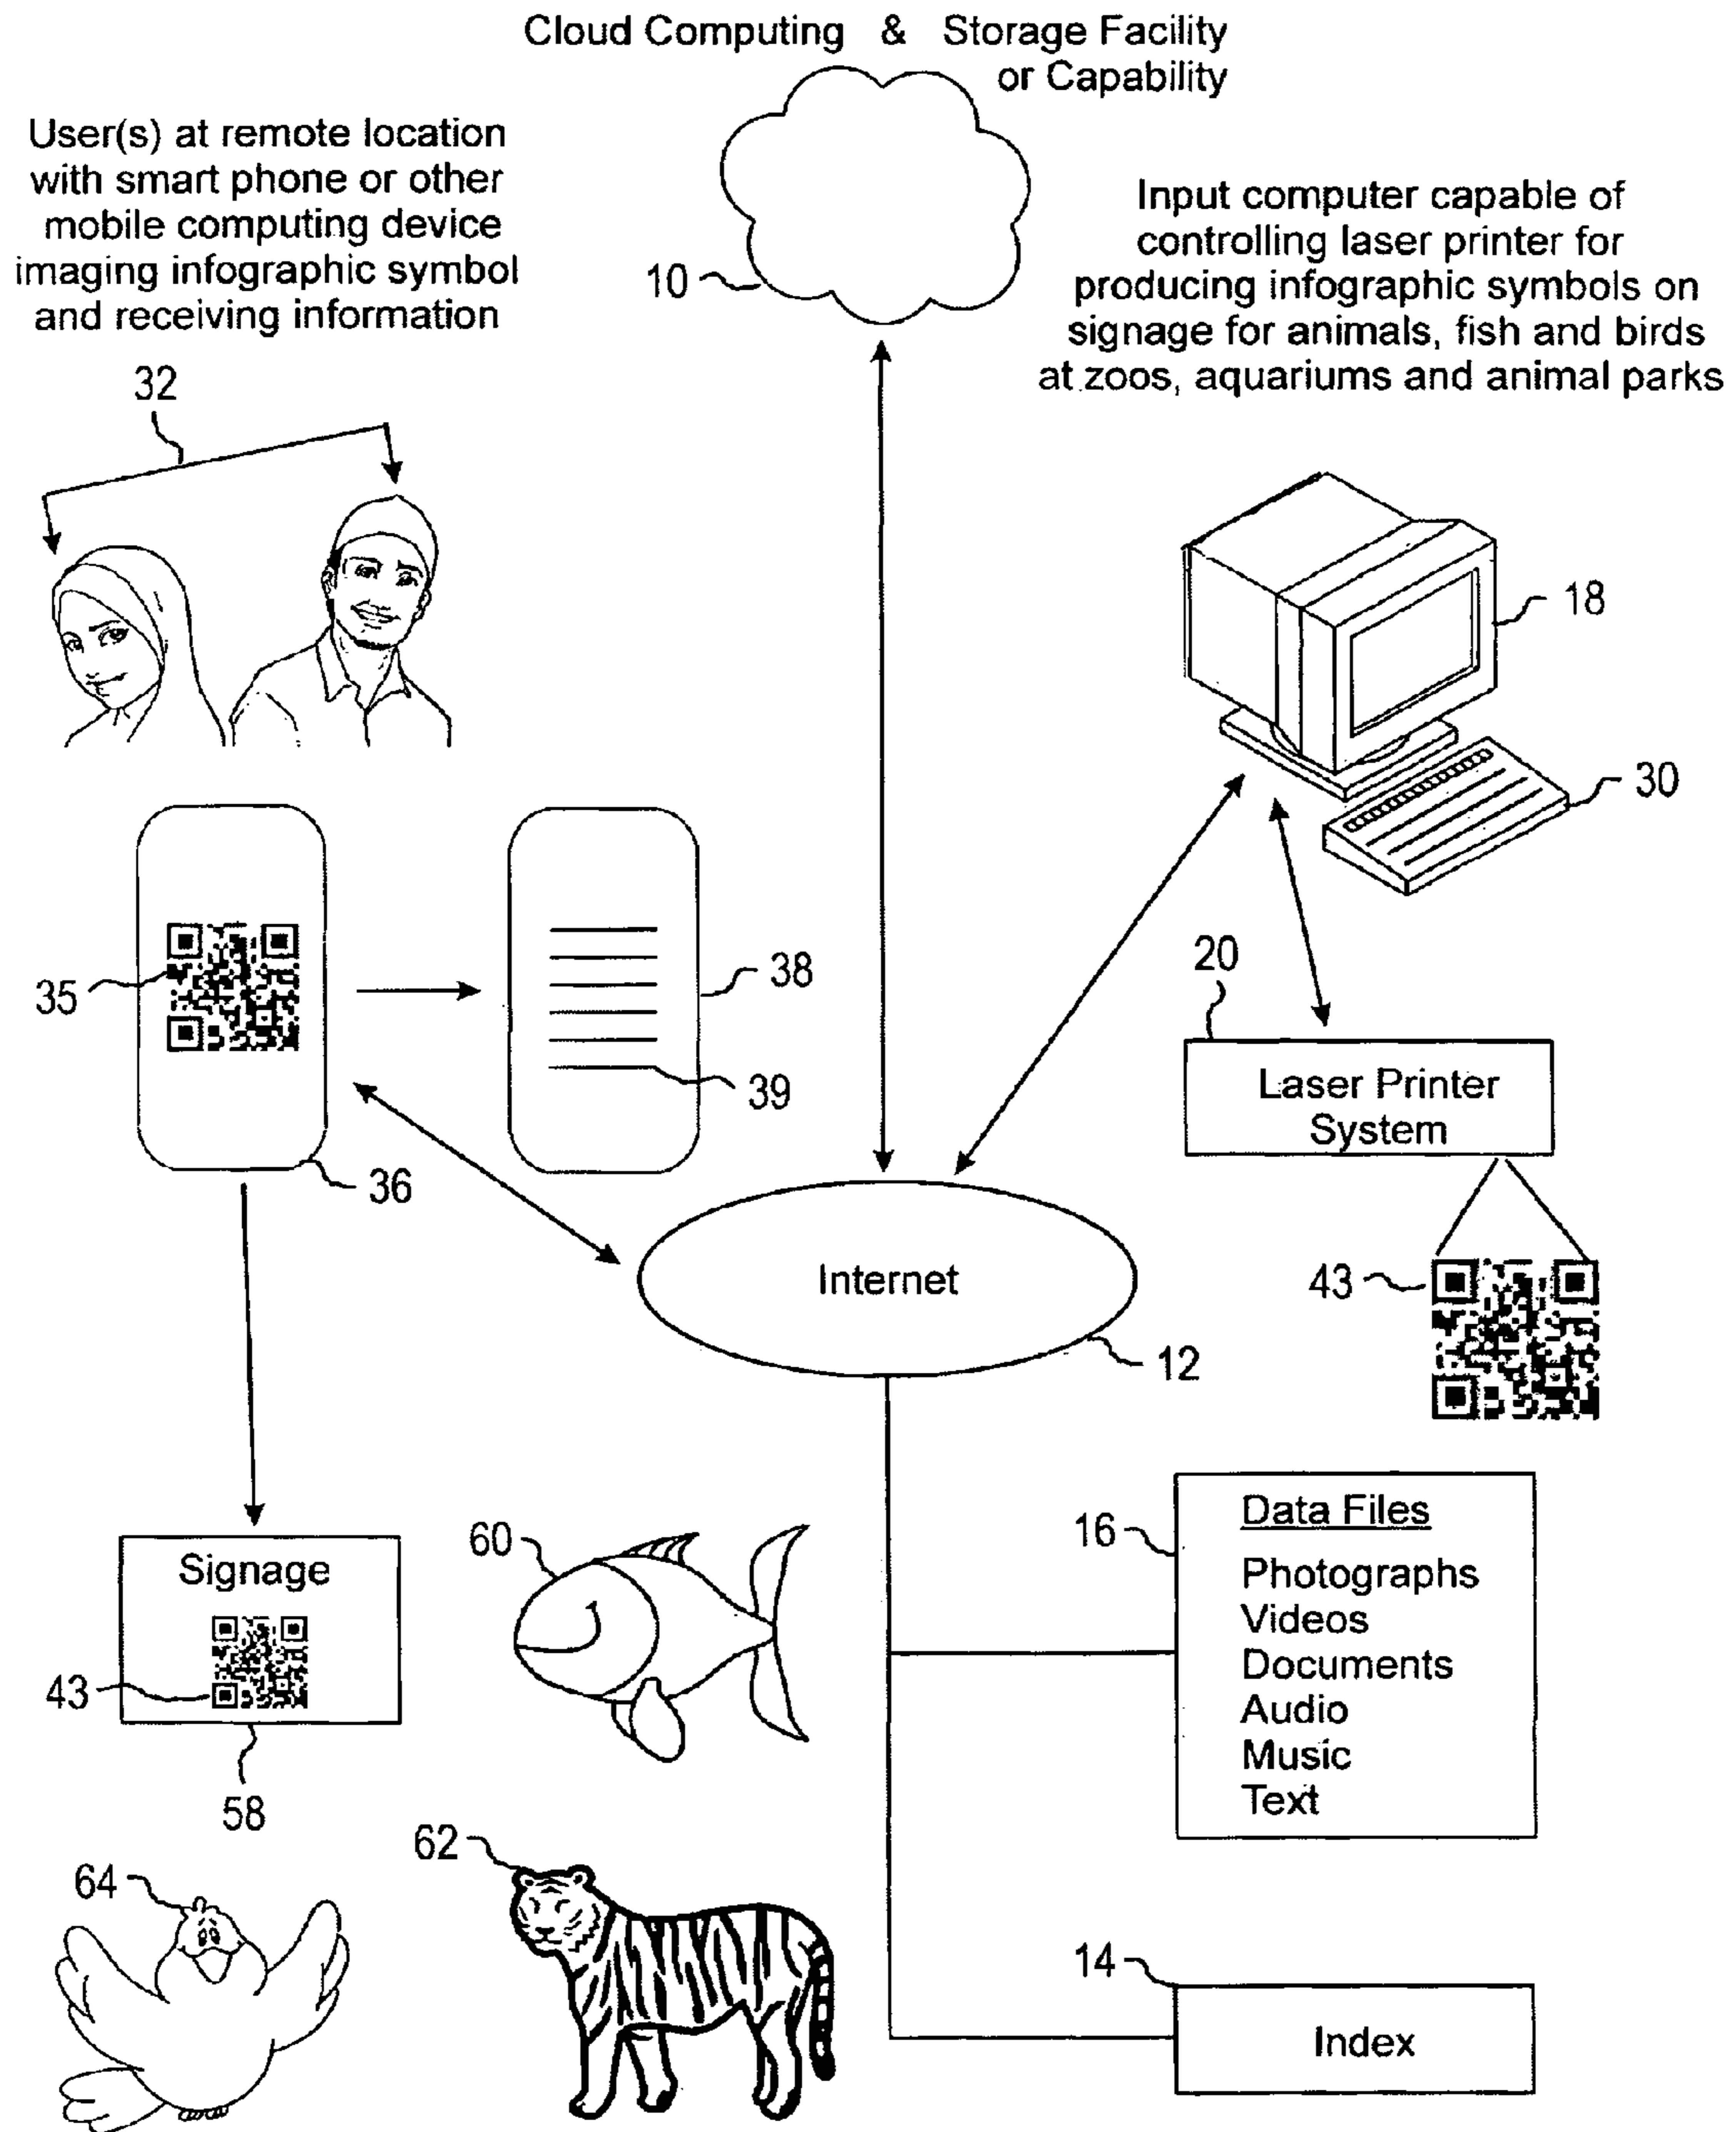 Cloud Computing & Storage Facility
or Capability
User(s) at remote location
with smart phone or other
mobile computing device
imaging infographic symbol
and receiving information
Input computer capable of
controlling laser printer for
producing infographic symbols on
signage for animals, fish and birds
at zoos, aquariums and animal parks
10
32
18
30
35
38
39
36
20
Laser Printer
System
43
Internet
12
Signage
43
58
60
16
Data Files
Photographs
Videos
Documents
Audio
Music
Text
62
64
14
Index